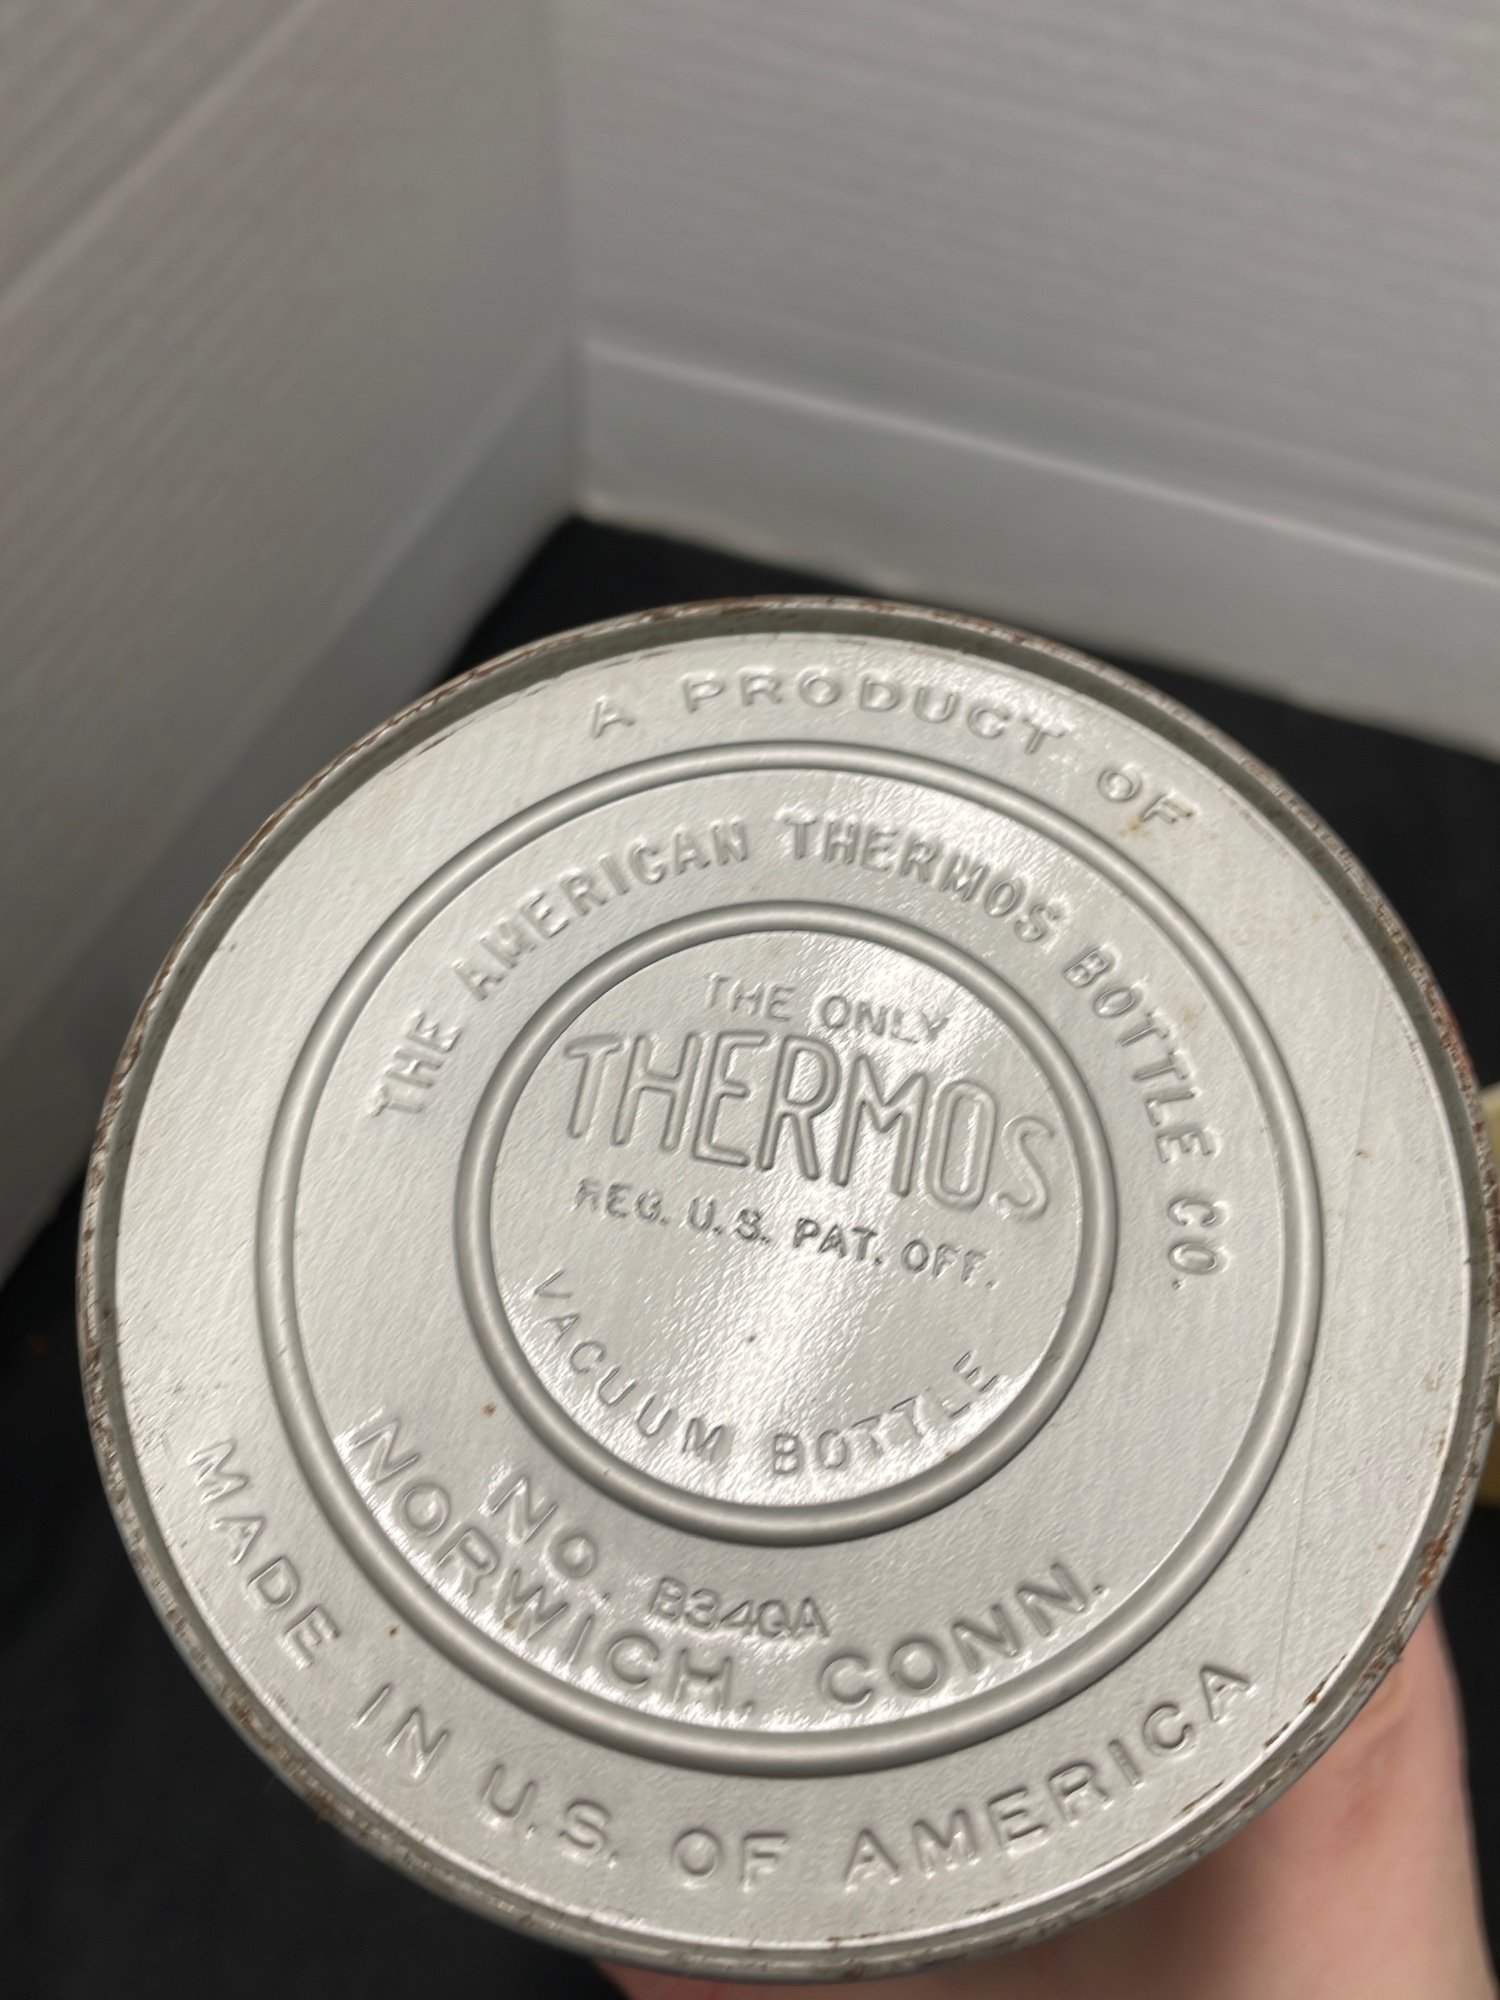 A PRODUCT OF
THE AMERICAN THERMOS BOTTLE CO.
THE ONLY
THERMOS
REG. U.S. PAT. OFF.
VACUUM BOTTLE
No. B34QA
NORWICH, CONN.
MADE IN U.S. OF AMERICA